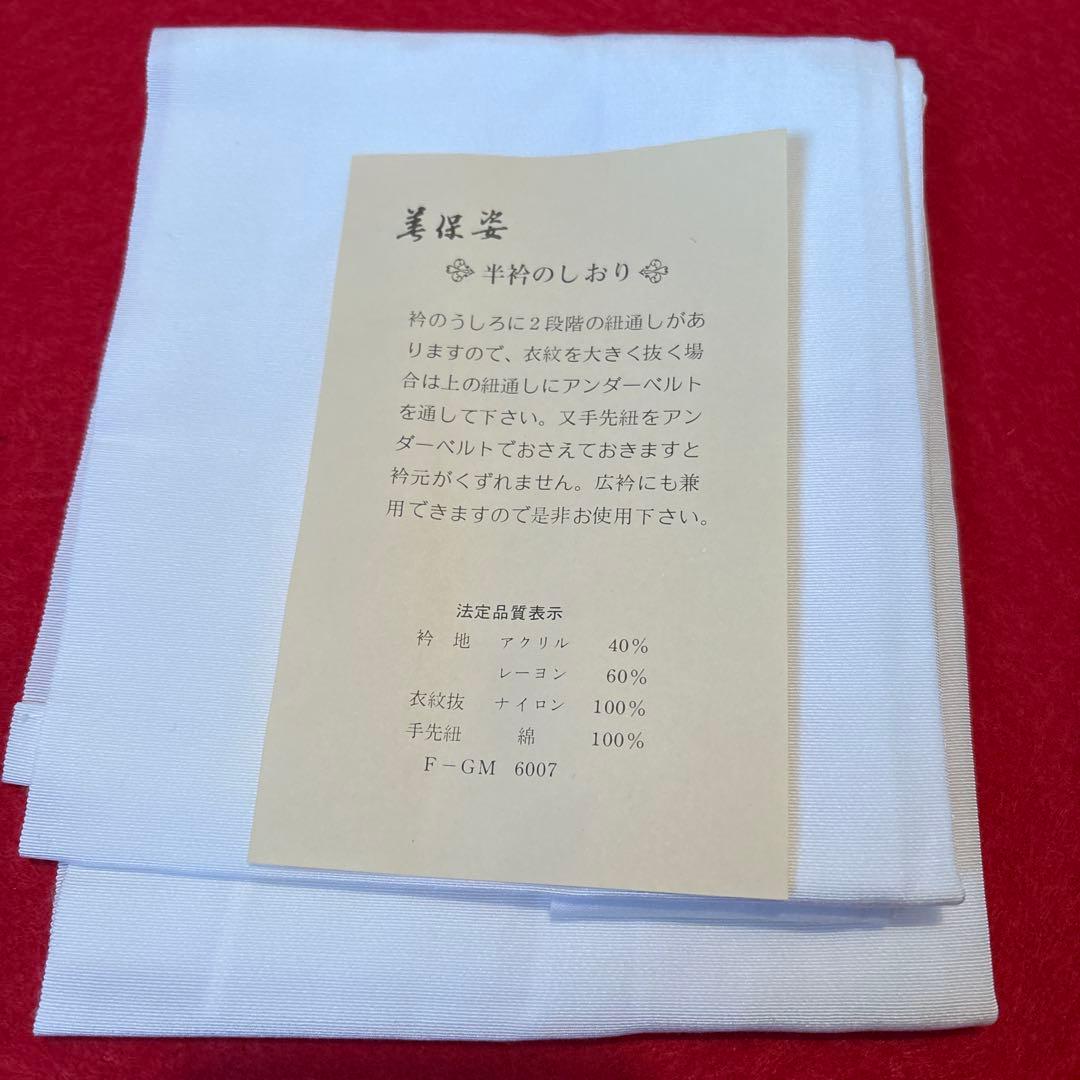 美保姿
半衿のしおり
衿のうしろに2段階の紐通しがあ
りますので、衣紋を大きく抜く場
合は上の紐通しにアンダーベルト
を通して下さい。又手先紐をアン
ダーベルトでおさえておきますと
衿元がくずれません。広衿にも兼
用できますので是非お使用下さい。
法定品質表示
衿 地 アクリル 40%
レーヨン 60%
衣紋抜 ナイロン 100%
手先紐 綿 100%
F－GM 6007